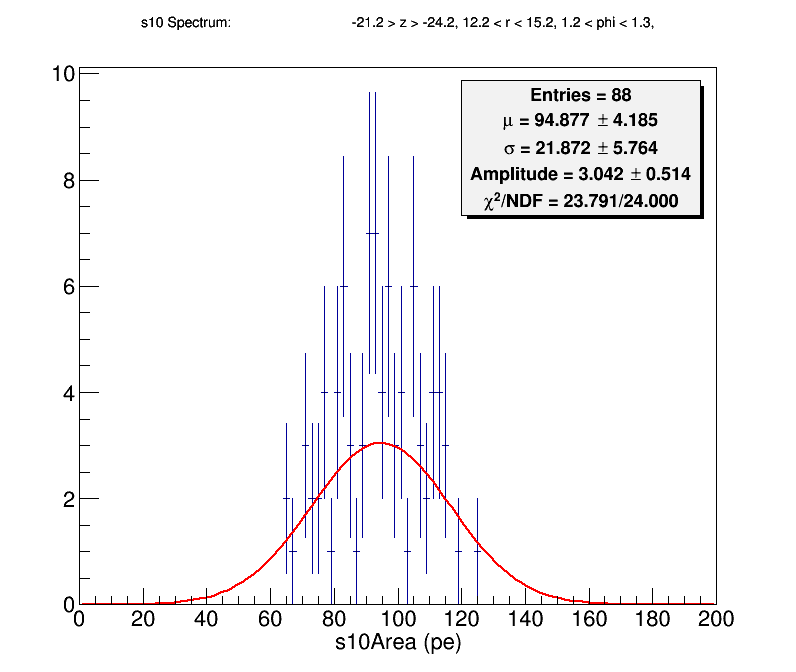 s10 Spectrum: -21.2 > z > -24.2, 12.2 < r < 15.2, 1.2 < phi < 1.3,
Entries = 88
μ = 94.877 ± 4.185
σ = 21.872 ± 5.764
Amplitude = 3.042 ± 0.514
χ²/NDF = 23.791/24.000
10
8
6
4
2
0
0 20 40 60 80 100 120 140 160 180 200
s10Area (pe)